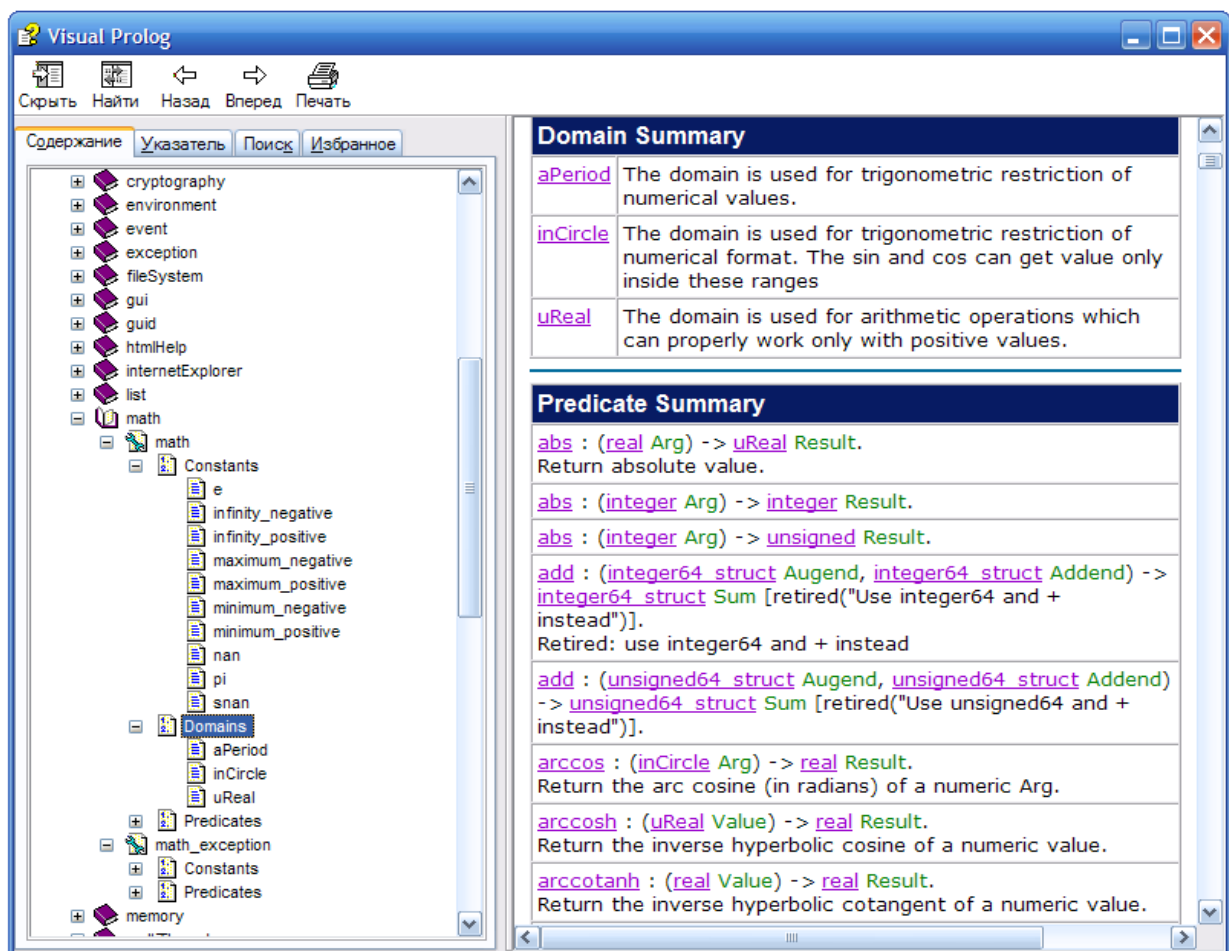 Visual Prolog
Скрыть Найти Назад Вперед Печать
Содержание Указатель Поиск Избранное
cryptography
environment
event
exception
fileSystem
gui
guid
htmlHelp
internetExplorer
list
math
math
Constants
e
infinity_negative
infinity_positive
maximum_negative
maximum_positive
minimum_negative
minimum_positive
nan
pi
snan
Domains
aPeriod
inCircle
uReal
Predicates
math_exception
Constants
Predicates
memory
Domain Summary
aPeriod The domain is used for trigonometric restriction of
numerical values.
inCircle The domain is used for trigonometric restriction of
numerical format. The sin and cos can get value only
inside these ranges
uReal The domain is used for arithmetic operations which
can properly work only with positive values.
Predicate Summary
abs : (real Arg) -> uReal Result.
Return absolute value.
abs : (integer Arg) -> integer Result.
abs : (integer Arg) -> unsigned Result.
add : (integer64_struct Augend, integer64_struct Addend) ->
integer64_struct Sum [retired("Use integer64 and +
instead")].
Retired: use integer64 and + instead
add : (unsigned64_struct Augend, unsigned64_struct Addend)
-> unsigned64_struct Sum [retired("Use unsigned64 and +
instead")].
arccos : (inCircle Arg) -> real Result.
Return the arc cosine (in radians) of a numeric Arg.
arccosh : (uReal Value) -> real Result.
Return the inverse hyperbolic cosine of a numeric value.
arccotanh : (real Value) -> real Result.
Return the inverse hyperbolic cotangent of a numeric value.